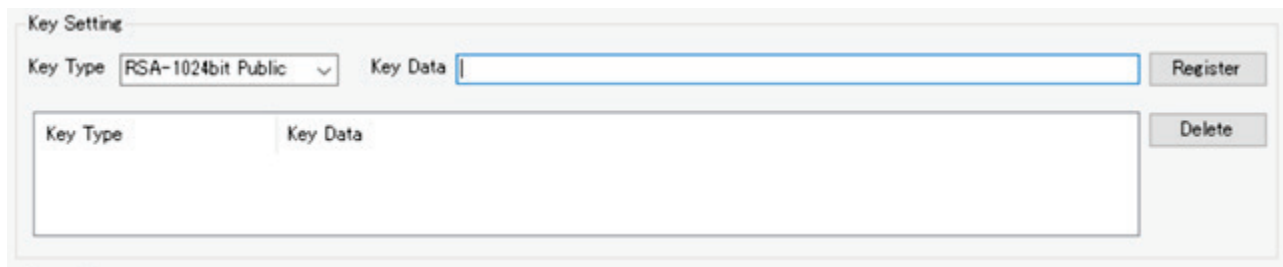 Key Setting
Key Type RSA-1024bit Public Key Data Register
Key Type Key Data Delete